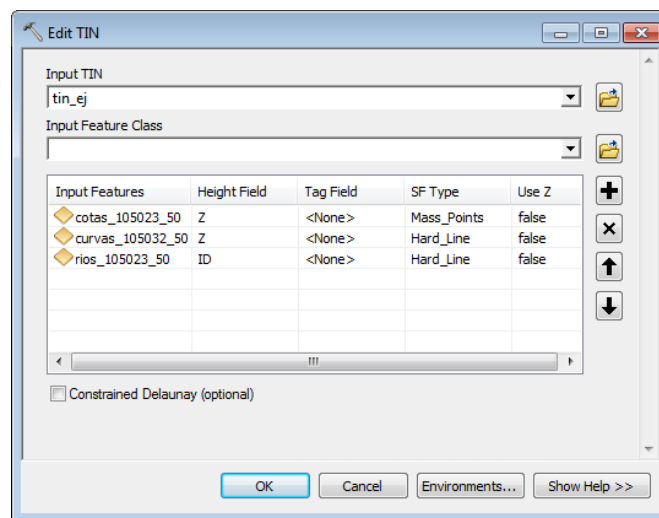 Edit TIN
Input TIN
tin_ej
Input Feature Class
Input Features Height Field Tag Field SF Type Use Z
cotas_105023_50 Z <None> Mass_Points false
curvas_105032_50 Z <None> Hard_Line false
rios_105023_50 ID <None> Hard_Line false
Constrained Delaunay (optional)
OK Cancel Environments... Show Help >>